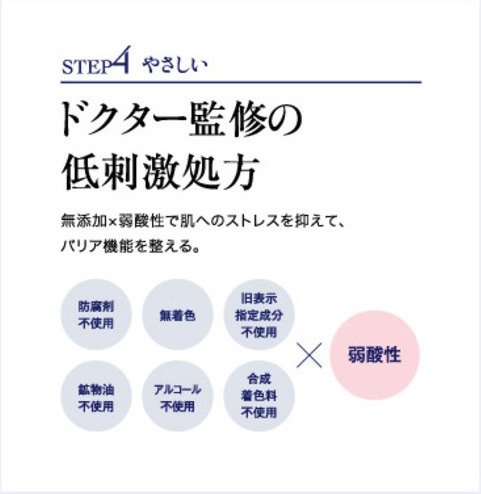 STEP4 やさしい
ドクター監修の
低刺激処方
無添加×弱酸性で肌へのストレスを抑えて、
バリア機能を整える。
防腐剤
不使用
無着色
旧表示
指定成分
不使用
鉱物油
不使用
アルコール
不使用
合成
着色料
不使用
×
弱酸性